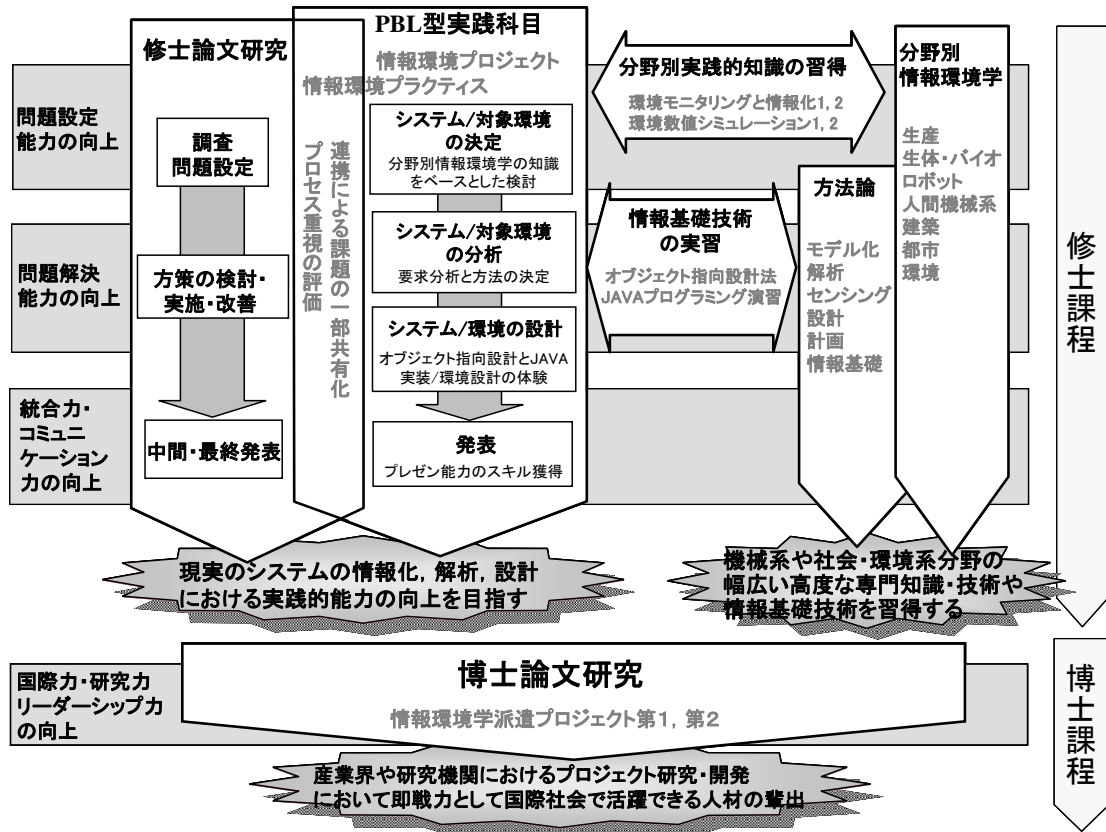 修士論文研究
PBL型実践科目
情報環境プロジェクト
情報環境プラクティス
分野別実践的知識の習得
環境モニタリングと情報化1, 2
環境数値シミュレーション1, 2
分野別
情報環境学
生産
生体・バイオ
ロボット
人間機械系
建築
都市
環境
問題設定
能力の向上
調査
問題設定
連携による課題の一部共有化
プロセス重視の評価
システム/対象環境
の決定
分野別情報環境学の知識
をベースとした検討
方法論
モデル化
解析
センシング
設計
計画
情報基礎
問題解決
能力の向上
方策の検討・
実施・改善
システム/対象環境
の分析
要求分析と方法の決定
情報基礎技術
の実習
オブジェクト指向設計法
JAVAプログラミング演習
システム/環境の設計
オブジェクト指向設計とJAVA
実装/環境設計の体験
統合力・
コミュニ
ケーション
力の向上
中間・最終発表
発表
プレゼン能力のスキル獲得
修士課程
現実のシステムの情報化, 解析, 設計
における実践的能力の向上を目指す
機械系や社会・環境系分野の
幅広い高度な専門知識・技術や
情報基礎技術を習得する
国際力・研究力
リーダーシップ力
の向上
博士論文研究
情報環境学派遣プロジェクト第1, 第2
博士課程
産業界や研究機関におけるプロジェクト研究・開発
において即戦力として国際社会で活躍できる人材の輩出